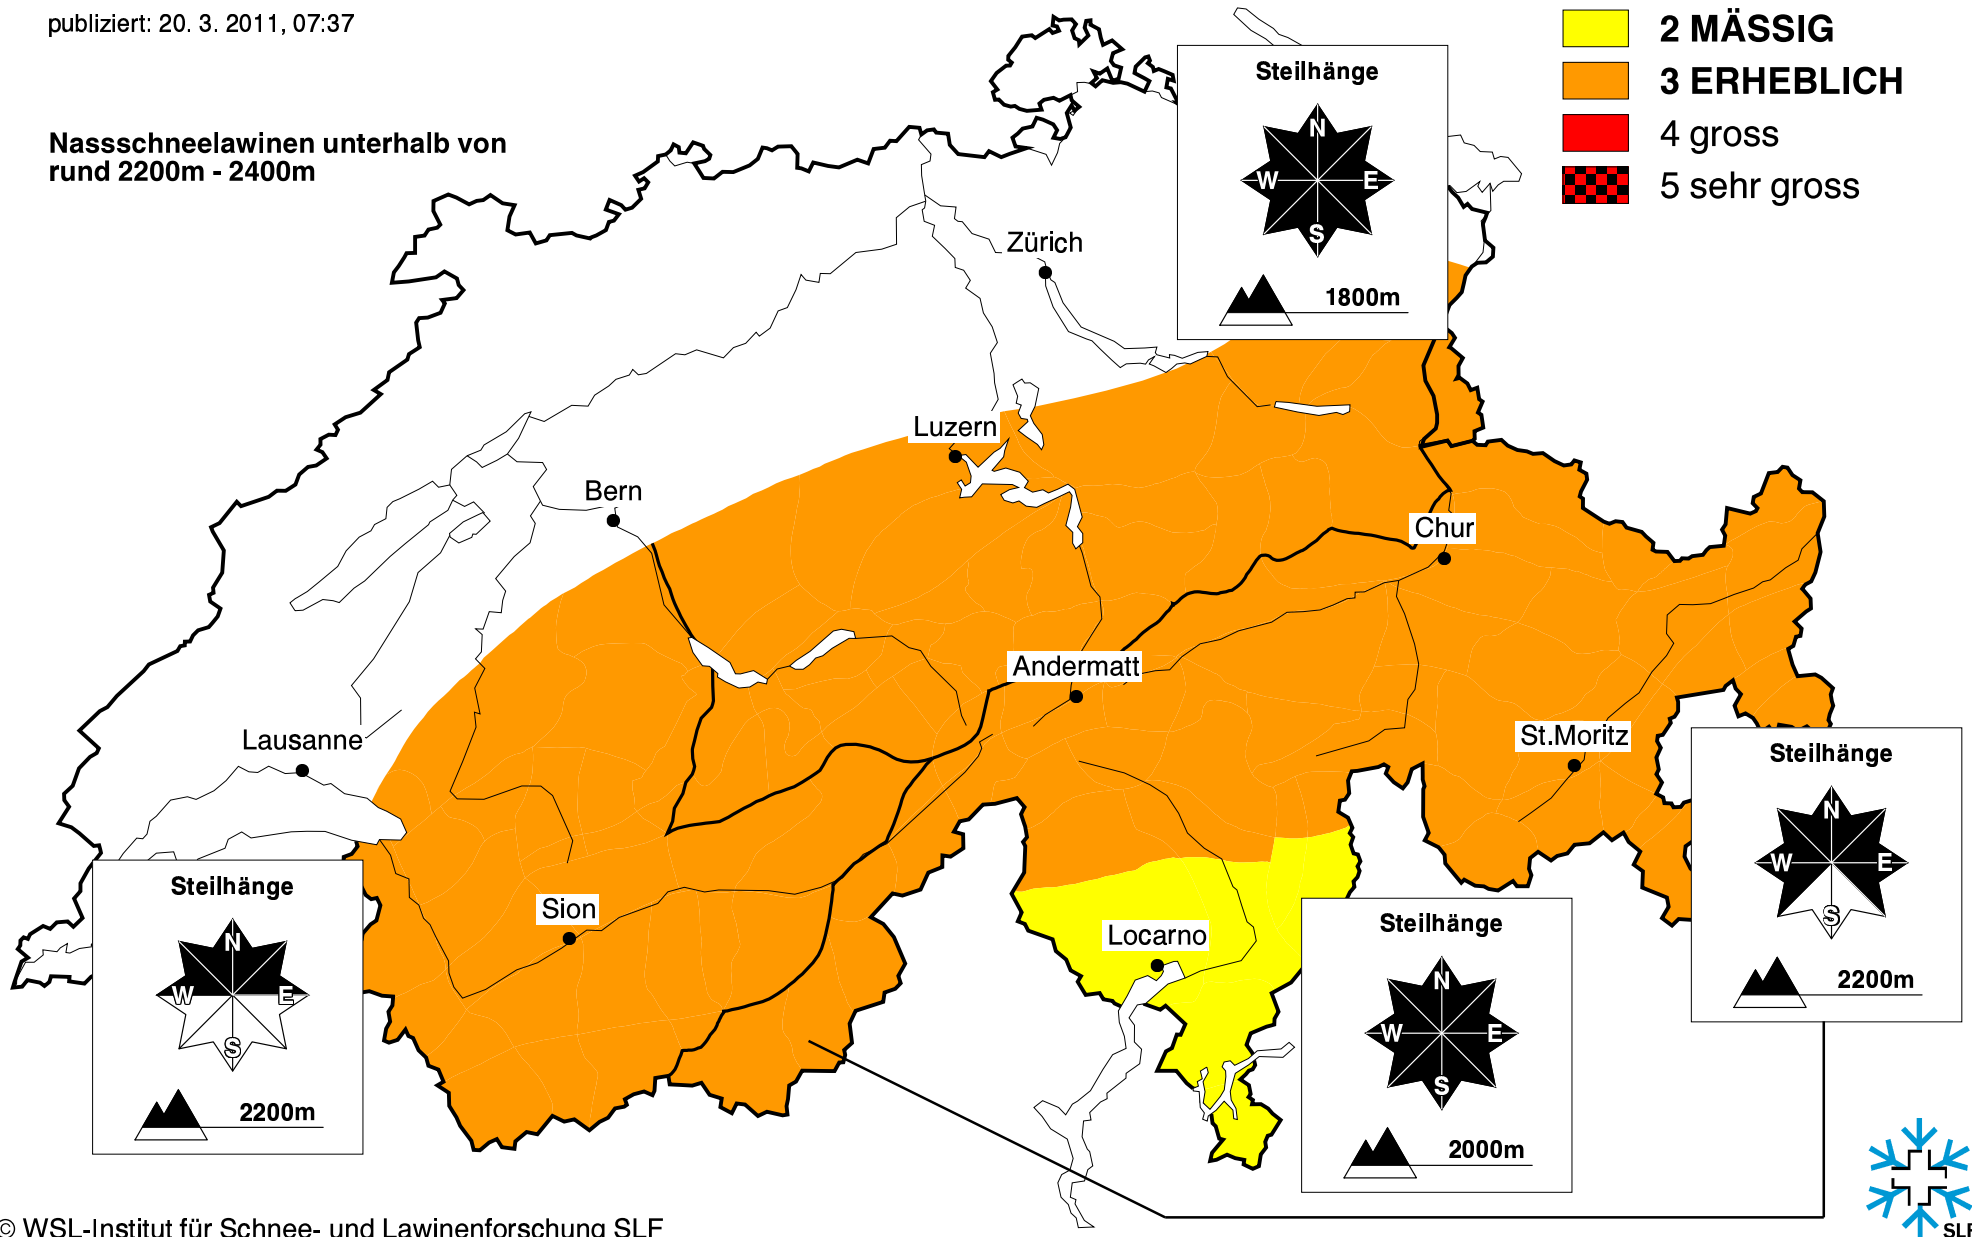 publiziert: 20. 3. 2011, 07:37
2 MÄSSIG
3 ERHEBLICH
4 gross
5 sehr gross
Nassschneelawinen unterhalb von
rund 2200m - 2400m
Steilhänge
N
W E
S
1800m
Zürich
Luzern
Bern
Chur
Andermatt
Lausanne
St.Moritz
Steilhänge
N
W E
S
2200m
Sion
Locarno
Steilhänge
N
W E
S
2200m
Steilhänge
N
W E
S
2000m
© WSL-Institut für Schnee- und Lawinenforschung SLF
SLF